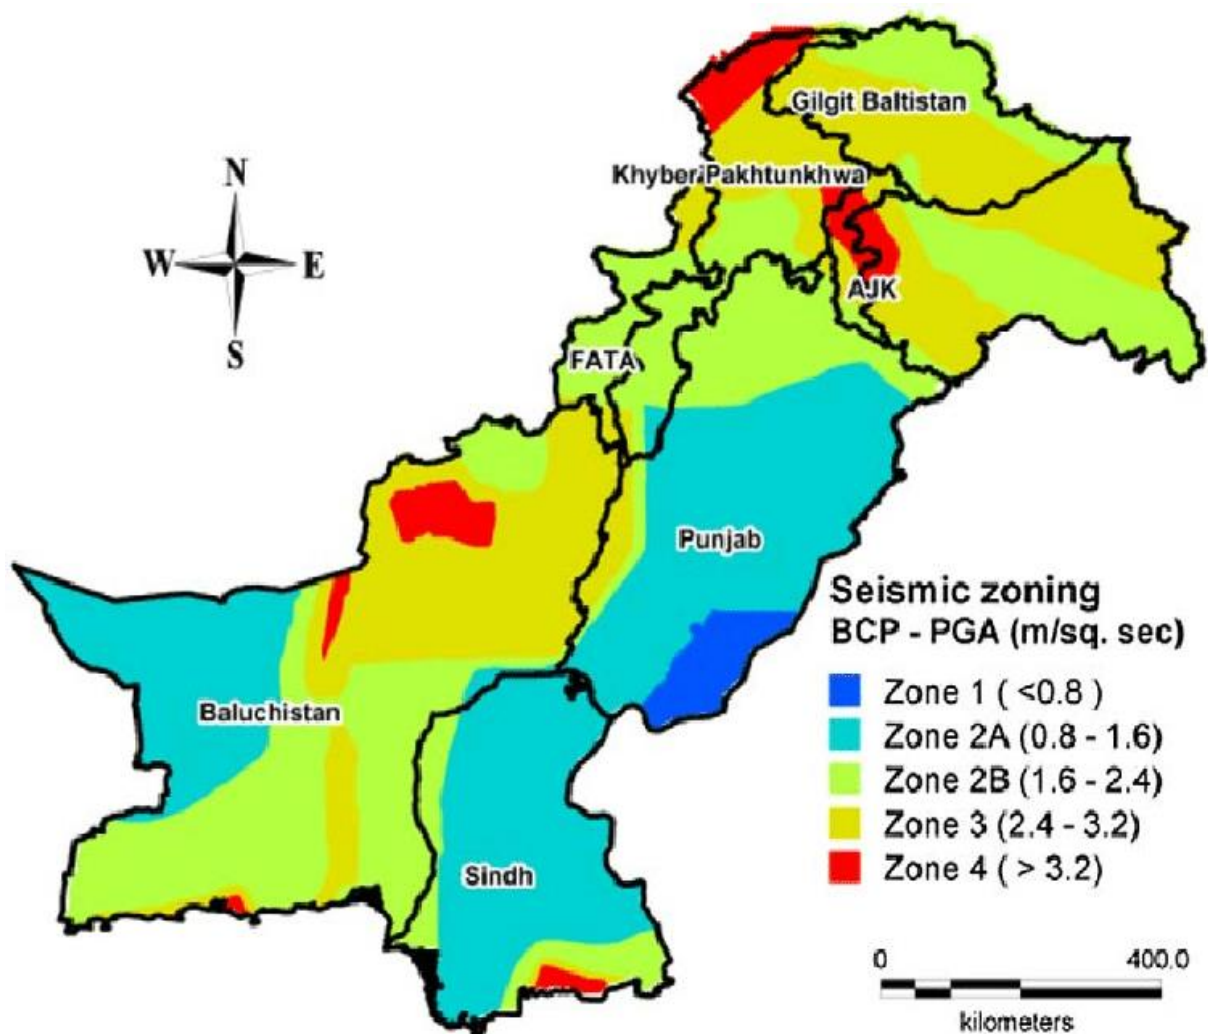 Gilgit Baltistan
Khyber Pakhtunkhwa
N
W E
S
AJK
FATA
Punjab
Baluchistan
Sindh
Seismic zoning
BCP - PGA (m/sq. sec)
Zone 1 ( <0.8 )
Zone 2A (0.8 - 1.6)
Zone 2B (1.6 - 2.4)
Zone 3 (2.4 - 3.2)
Zone 4 ( > 3.2)
0 400.0
kilometers